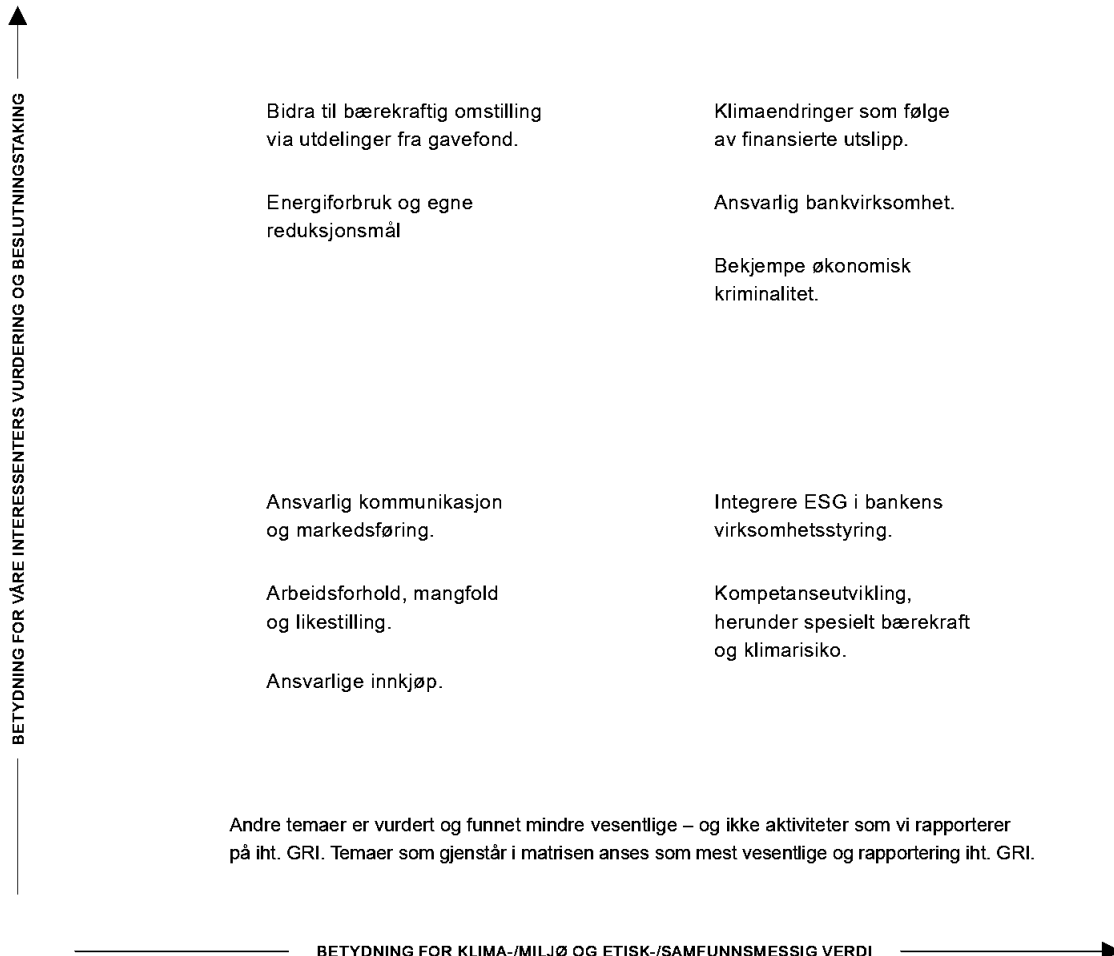 BETYDNING FOR VÅRE INTERESSENTERS VURDERING OG BESLUTNINGSTAKING
Bidra til bærekraftig omstilling
via utdelinger fra gavefond.
Energiforbruk og egne
reduksjonsmål
Klimaendringer som følge
av finansierte utslipp.
Ansvarlig bankvirksomhet.
Bekjempe økonomisk
kriminalitet.
Ansvarlig kommunikasjon
og markedsføring.
Arbeidsforhold, mangfold
og likestilling.
Ansvarlige innkjøp.
Integrere ESG i bankens
virksomhetsstyring.
Kompetanseutvikling,
herunder spesielt bærekraft
og klimarisiko.
Andre temaer er vurdert og funnet mindre vesentlige – og ikke aktiviteter som vi rapporterer
på iht. GRI. Temaer som gjenstår i matrisen anses som mest vesentlige og rapportering iht. GRI.
BETYDNING FOR KLIMA-/MILJØ OG ETISK-/SAMFUNNSMESSIG VERDI